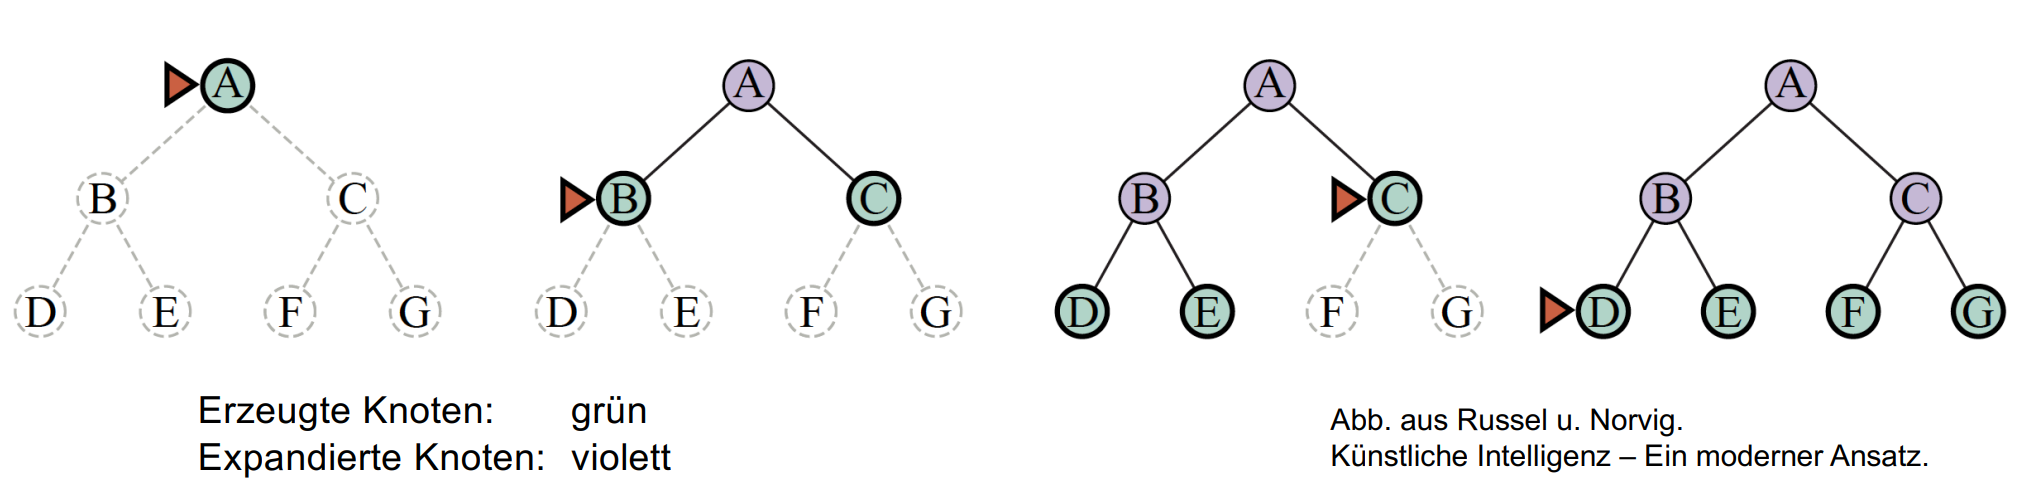 A A A A
B C B C B C B C
D E F G D E F G D E F G D E F G
Erzeugte Knoten: grün
Expandierte Knoten: violett
Abb. aus Russel u. Norvig.
Künstliche Intelligenz – Ein moderner Ansatz.